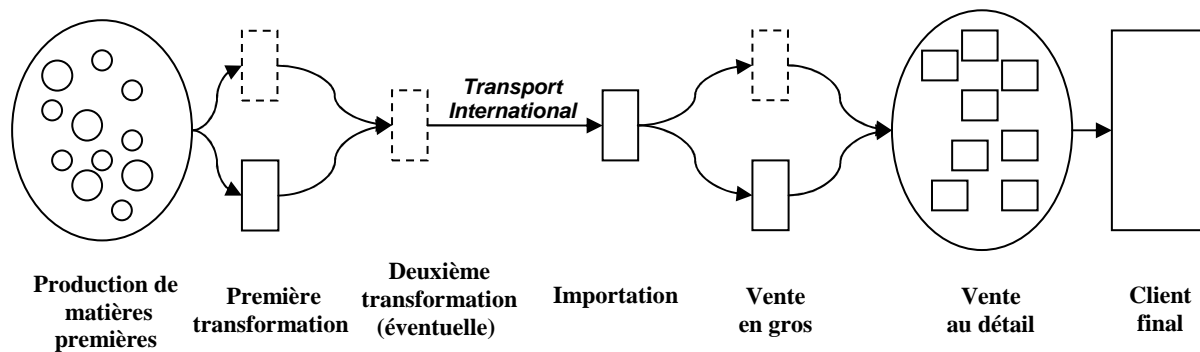 Transport
International
Production de
matières
premières
Première
transformation
Deuxième
transformation
(éventuelle)
Importation
Vente
en gros
Vente
au détail
Client
final